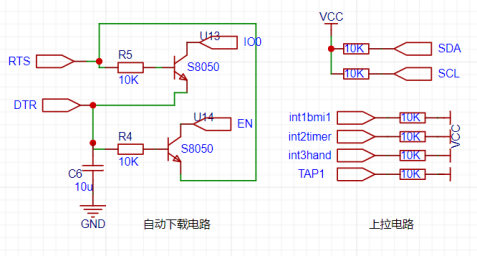 VCC
U13
IO0
R5
RTS
S8050
10K
DTR
U14
EN
R4
S8050
10K
C6
10u
GND
自动下载电路
10K
SDA
10K
SCL
int1bmi1
10K
int2timer
10K
int3hand
10K
TAP1
10K
VCC
上拉电路